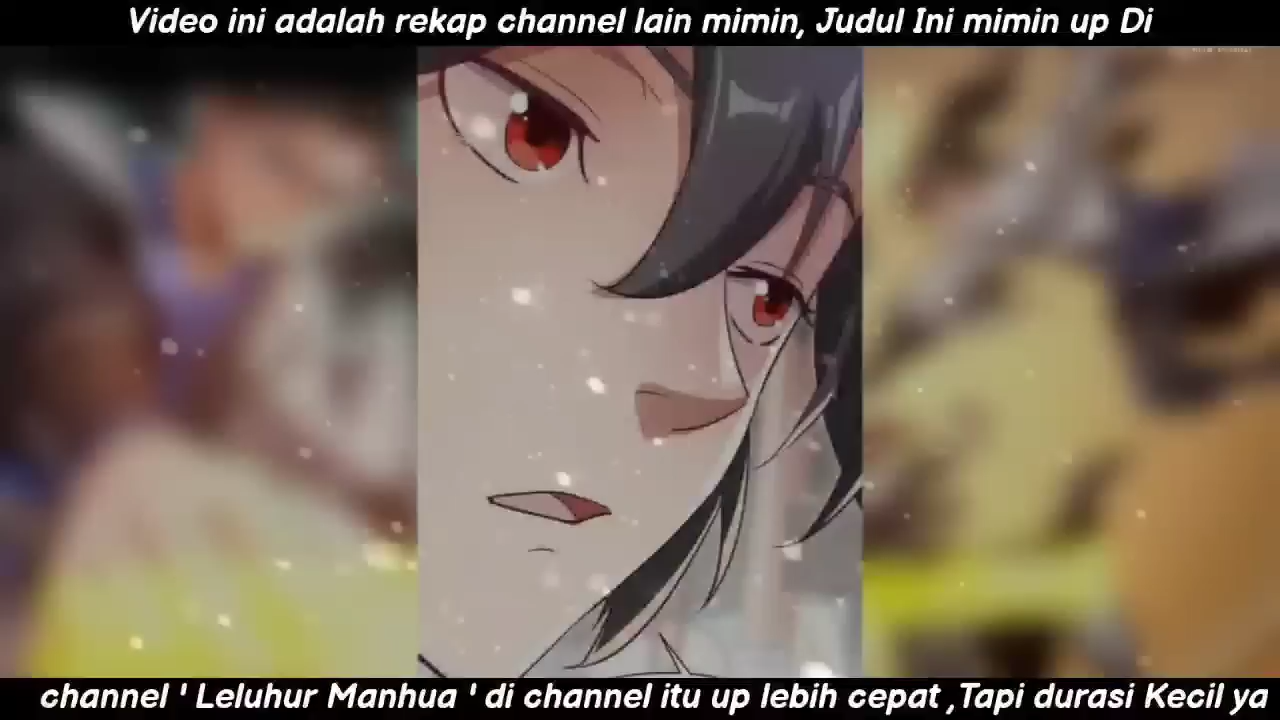 Video ini adalah rekap channel lain mimin, Judul Ini mimin up Di
channel ' Leluhur Manhua ' di channel itu up lebih cepat ,Tapi durasi Kecil ya